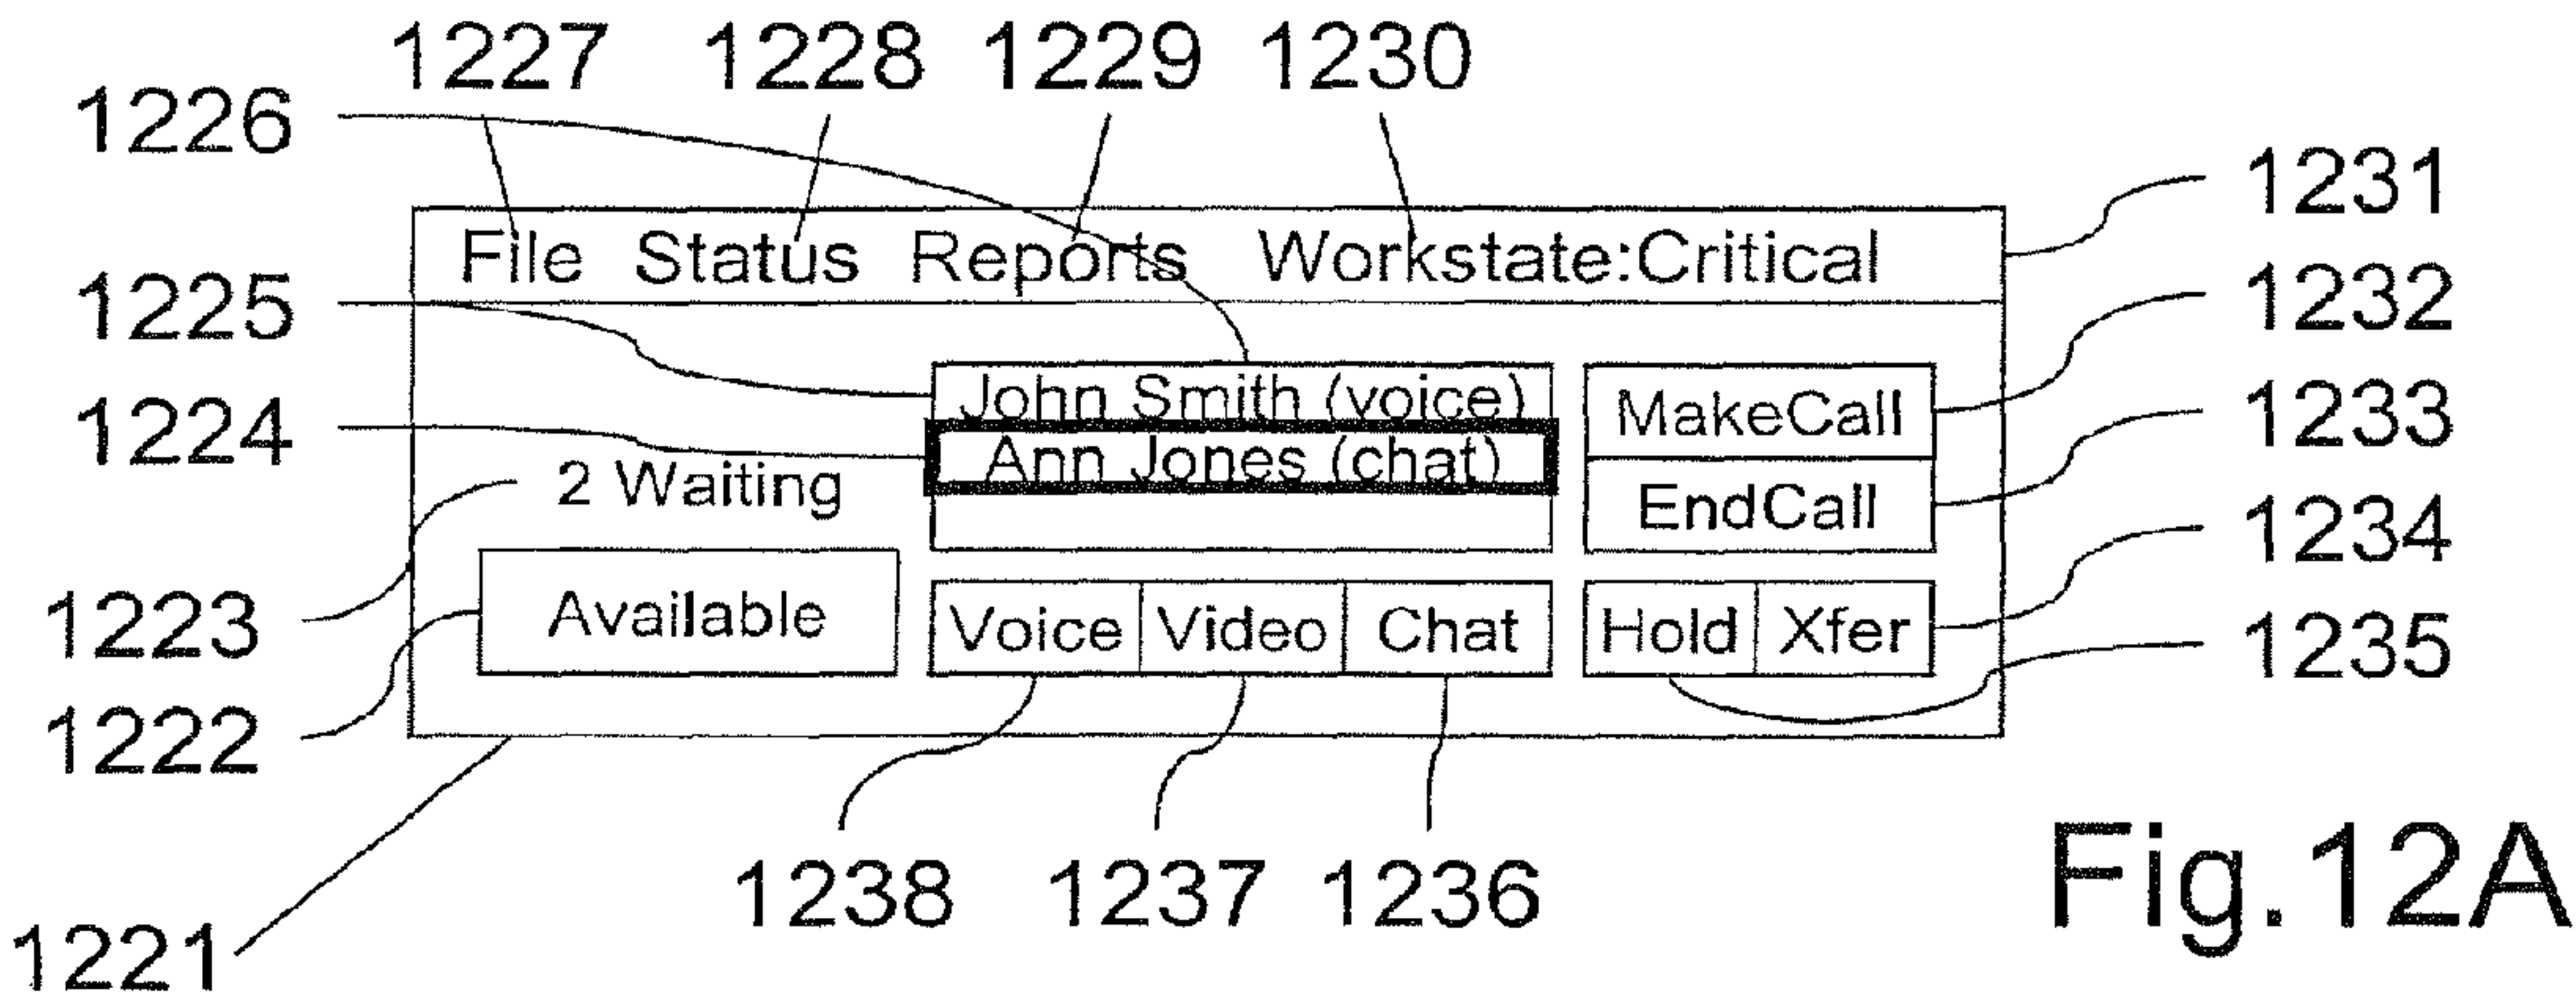 1227 1228 1229 1230
1226
1231
File Status Reports Workstate:Critical
1225
1232
John Smith (voice)
MakeCall
1224
1233
Ann Jones (chat)
2 Waiting
EndCall
1234
1223
Available
Voice Video Chat
Hold Xfer
1235
1222
1238 1237 1236
Fig.12A
1221